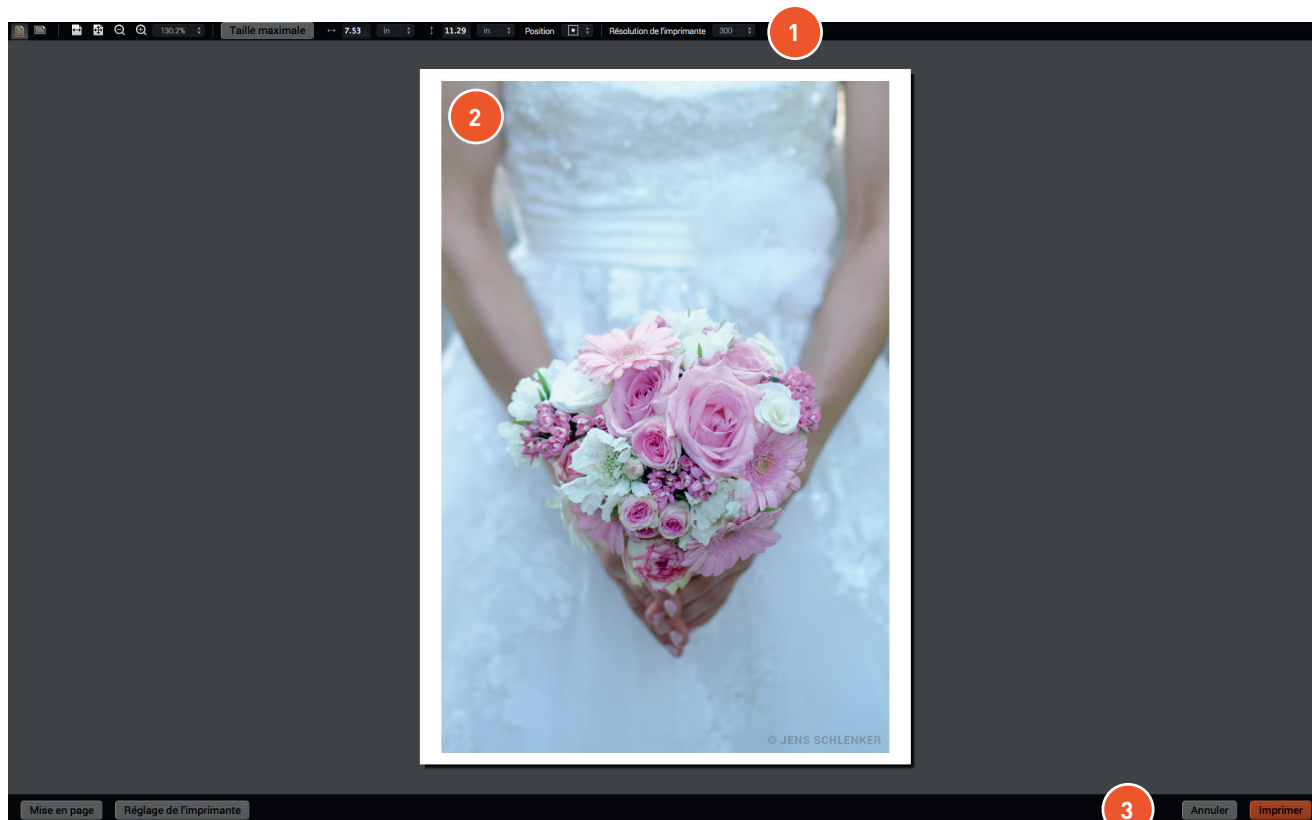 130.2% Taille maximale 7.53 in 11.29 in Position Résolution de l'imprimante 300 1
2
© JENS SCHLENKER
Mise en page Réglage de l'imprimante 3 Annuler Imprimer